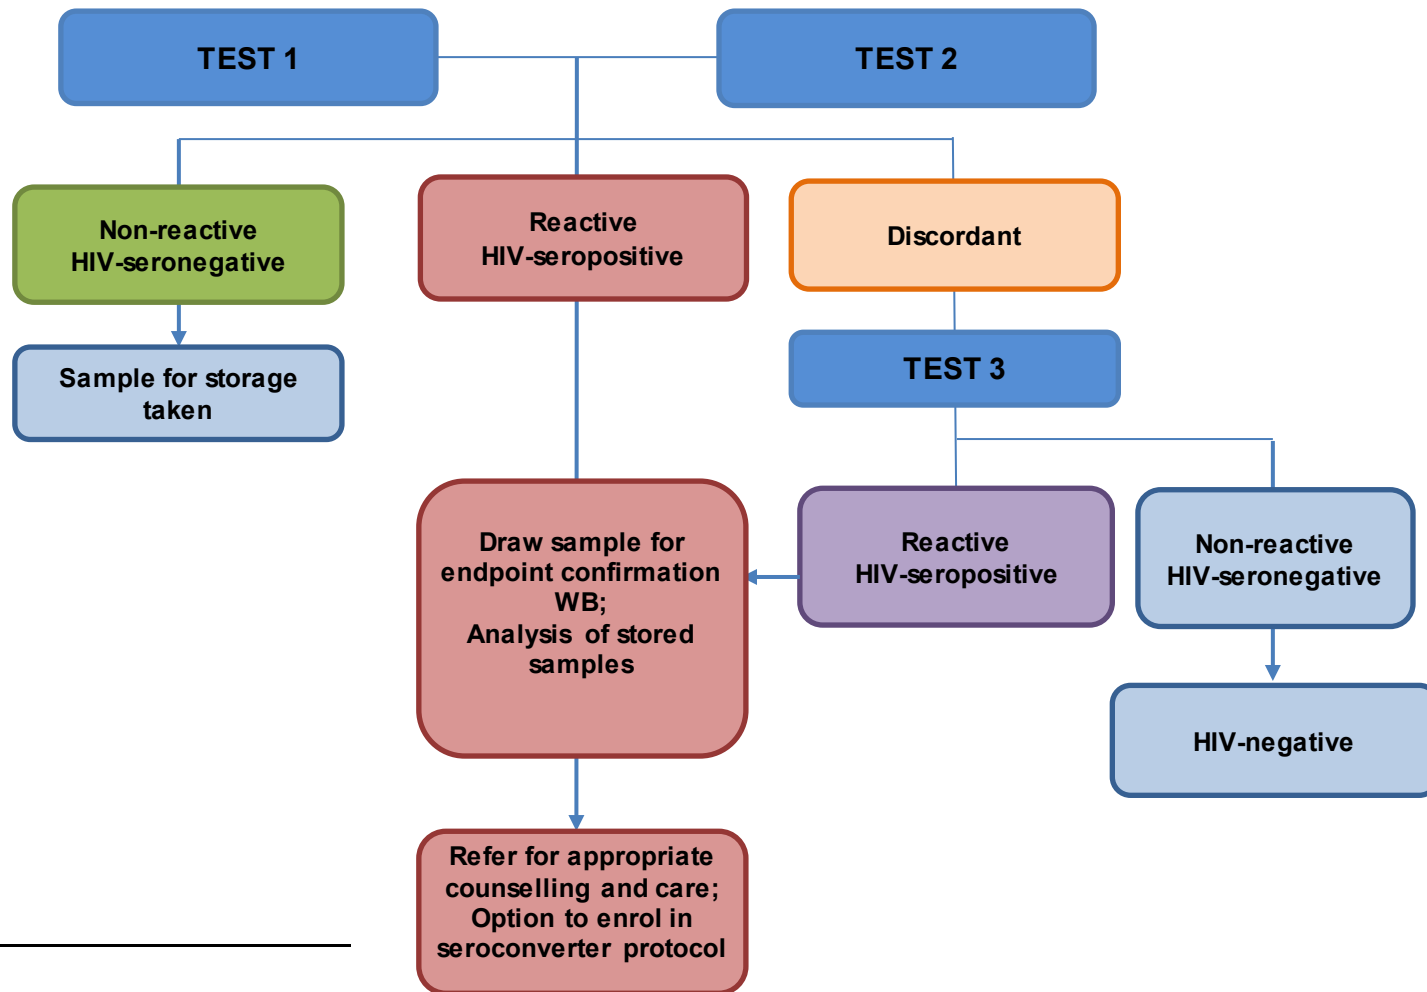 TEST 1
TEST 2
Non-reactive
HIV-seronegative
Reactive
HIV-seropositive
Discordant
Sample for storage
taken
TEST 3
Draw sample for
endpoint confirmation
WB;
Analysis of stored
samples
Reactive
HIV-seropositive
Non-reactive
HIV-seronegative
HIV-negative
Refer for appropriate
counselling and care;
Option to enrol in
seroconverter protocol